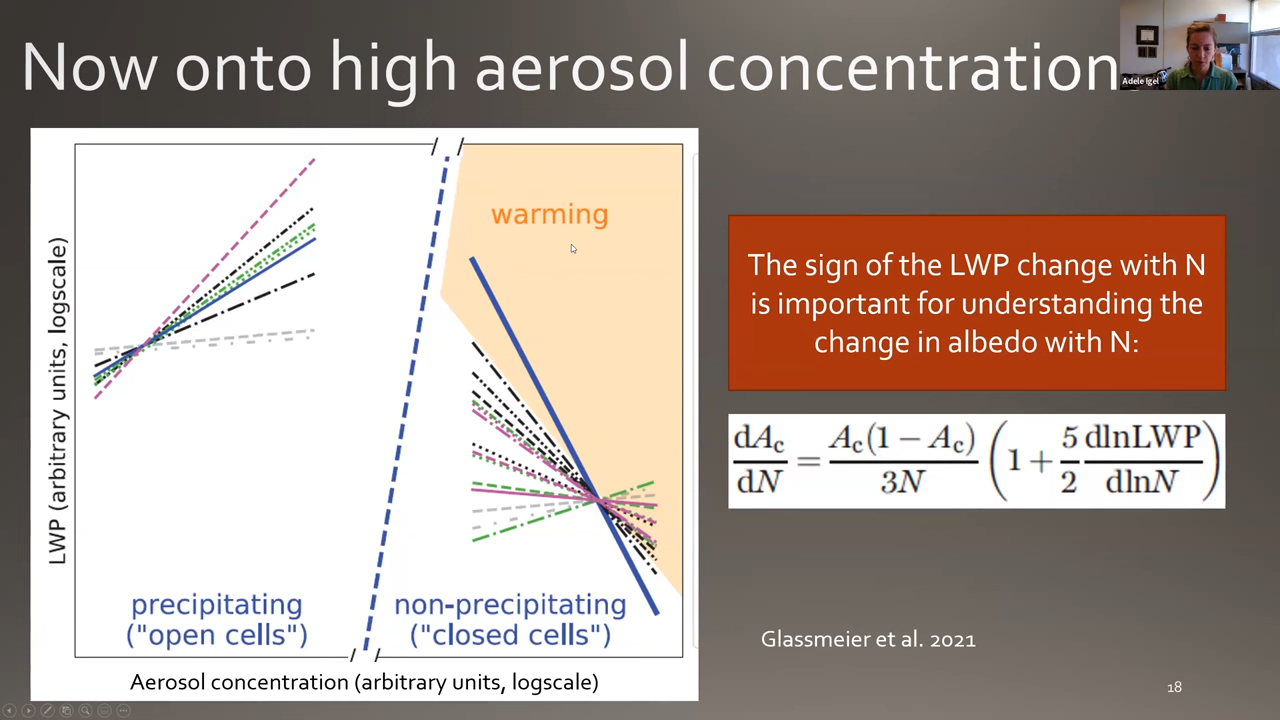 Now onto high aerosol concentration
Adele Igel
LWP (arbitrary units, logscale)
warming
precipitating
("open cells")
non-precipitating
("closed cells")
Aerosol concentration (arbitrary units, logscale)
The sign of the LWP change with N
is important for understanding the
change in albedo with N:
dA_c/dN = A_c(1 − A_c)/3N (1 + 5/2 dlnLWP/dlnN)
Glassmeier et al. 2021
18